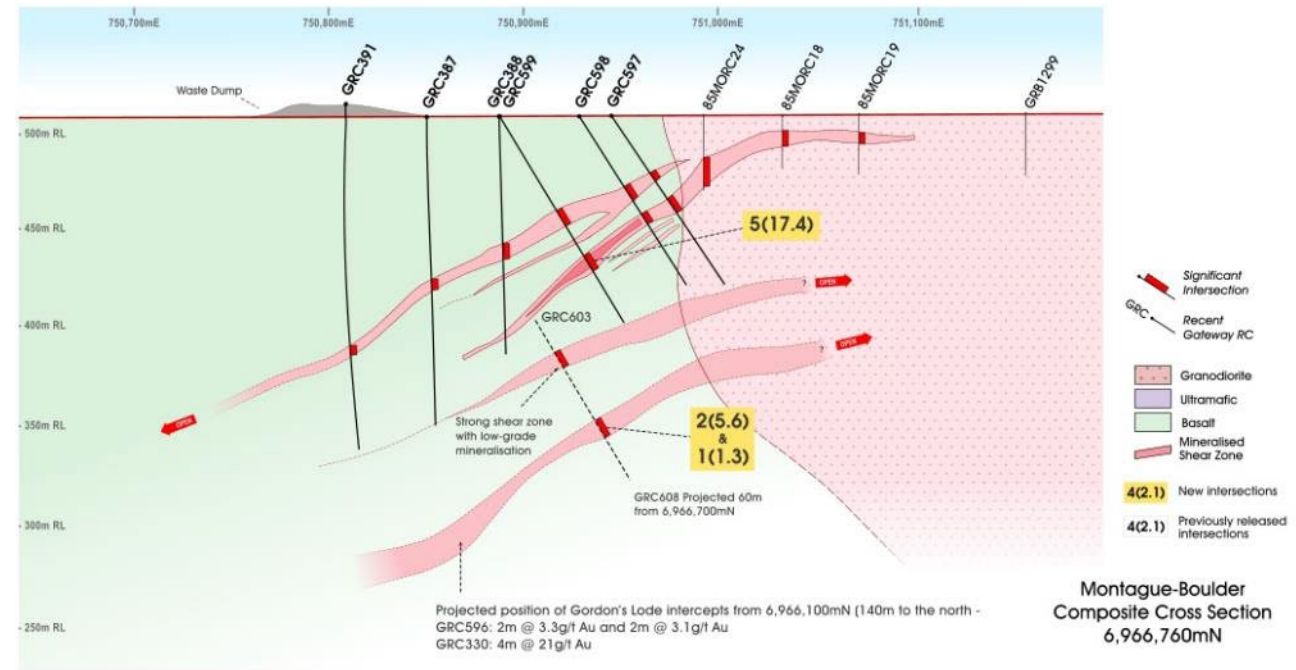 750,700mE
750,800mE
750,900mE
751,000mE
751,100mE
GRC391
GRC387
GRC388
GRC599
GRC598
GRC597
85MORC24
85MORC18
85MORC19
GRB1299
Waste Dump
500m RL
450m RL
400m RL
350m RL
300m RL
250m RL
5(17.4)
GRC603
? OPEN
? OPEN
OPEN
Strong shear zone
with low-grade
mineralisation
2(5.6)
&
1(1.3)
GRC608 Projected 60m
from 6,966,700mN
Projected position of Gordon's Lode intercepts from 6,966,100mN (140m to the north -
GRC596: 2m @ 3.3g/t Au and 2m @ 3.1g/t Au
GRC330: 4m @ 21g/t Au
Significant
Intersection
GRC
Recent
Gateway RC
Granodiorite
Ultramafic
Basalt
Mineralised
Shear Zone
4(2.1) New intersections
4(2.1) Previously released
intersections
Montague-Boulder
Composite Cross Section
6,966,760mN